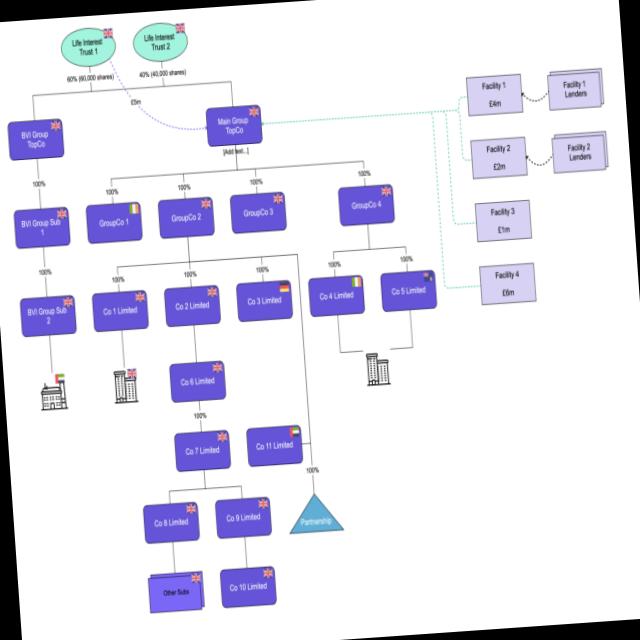 Life Interest
Trust 1
Life Interest
Trust 2
60% (60,000 shares)
40% (40,000 shares)
£5m
BVI Group
TopCo
Main Group
TopCo
[Add text...]
Facility 1
£4m
Facility 1
Lenders
Facility 2
£2m
Facility 2
Lenders
Facility 3
£1m
Facility 4
£6m
100%
100%
100%
100%
100%
BVI Group Sub
1
GroupCo 1
GroupCo 2
GroupCo 3
GroupCo 4
100%
100%
100%
100%
100%
100%
BVI Group Sub
2
Co 1 Limited
Co 2 Limited
Co 3 Limited
Co 4 Limited
Co 5 Limited
Co 6 Limited
100%
Co 7 Limited
Co 11 Limited
100%
Co 8 Limited
Co 9 Limited
Partnership
Other Subs
Co 10 Limited